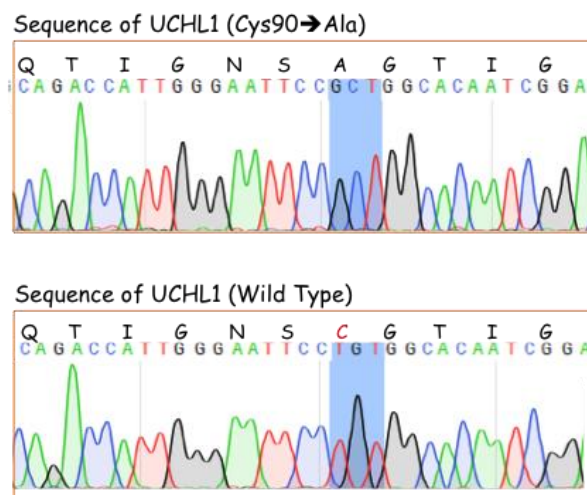 Sequence of UCHL1 (Cys90➔Ala)
Q T I G N S A G T I G
CAGACCATTGGGAATTCCGCTGGCACAATCGGA
Sequence of UCHL1 (Wild Type)
Q T I G N S C G T I G
CAGACCATTGGGAATTCCTGTGGCACAATCGGA